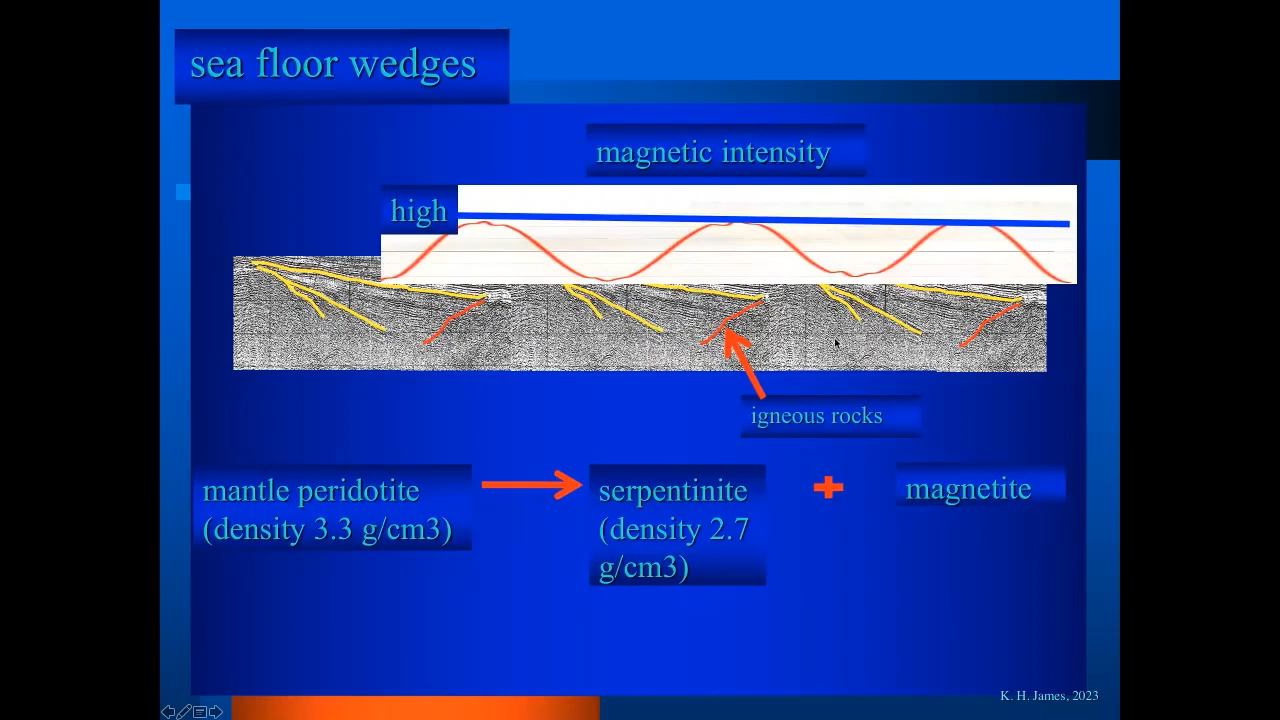 sea floor wedges
magnetic intensity
high
igneous rocks
mantle peridotite
(density 3.3 g/cm3)
serpentinite
(density 2.7
g/cm3)
magnetite
K. H. James, 2023